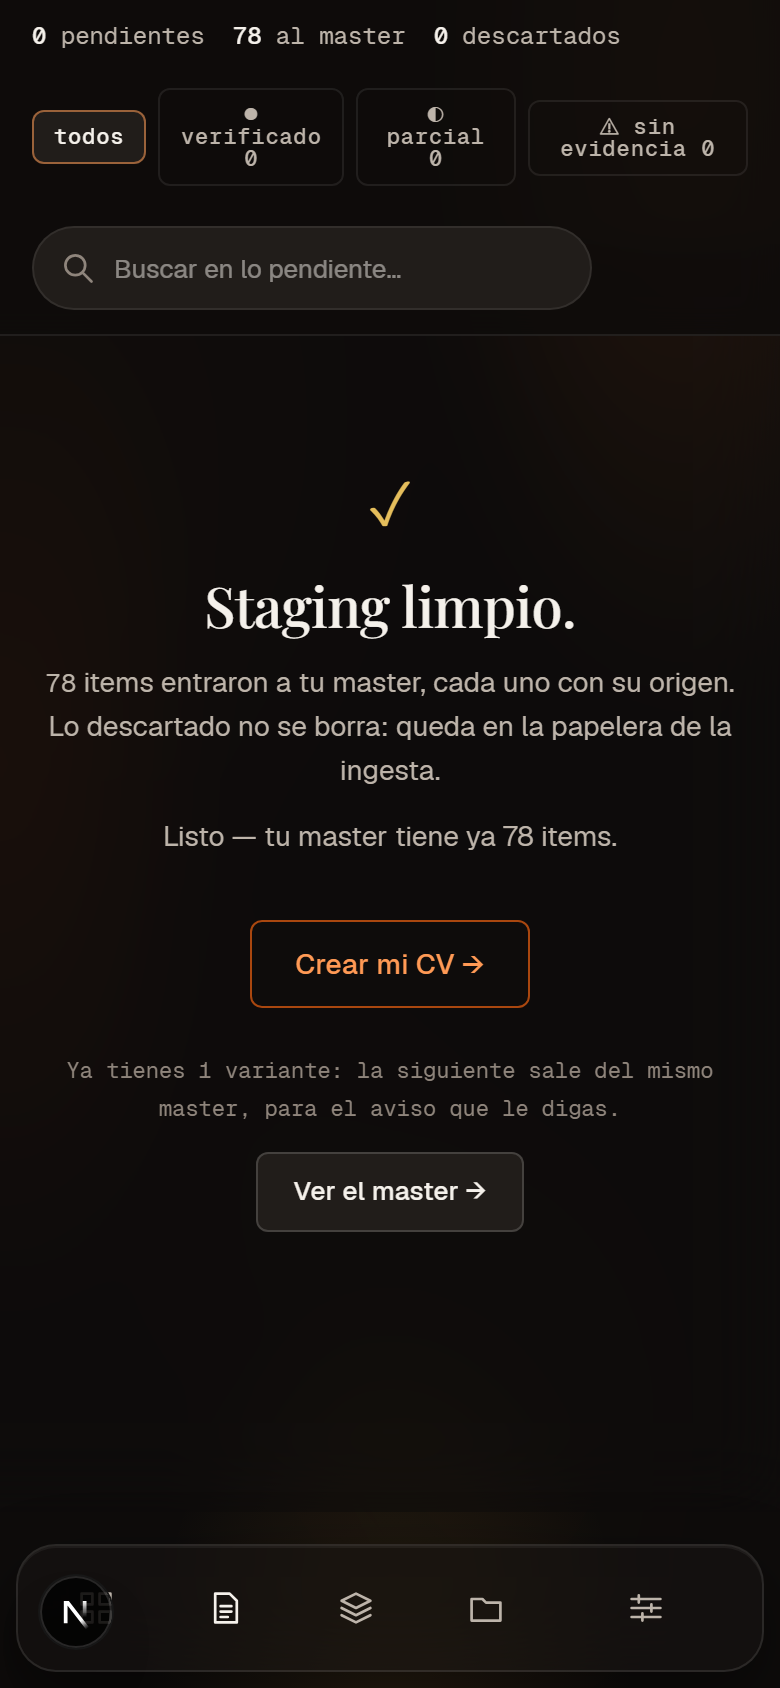 0 pendientes 78 al master 0 descartados
todos
● verificado 0
◐ parcial 0
⚠ sin evidencia 0
Buscar en lo pendiente…
✓
Staging limpio.
78 items entraron a tu master, cada uno con su origen.
Lo descartado no se borra: queda en la papelera de la
ingesta.
Listo — tu master tiene ya 78 items.
Crear mi CV →
Ya tienes 1 variante: la siguiente sale del mismo
master, para el aviso que le digas.
Ver el master →
N